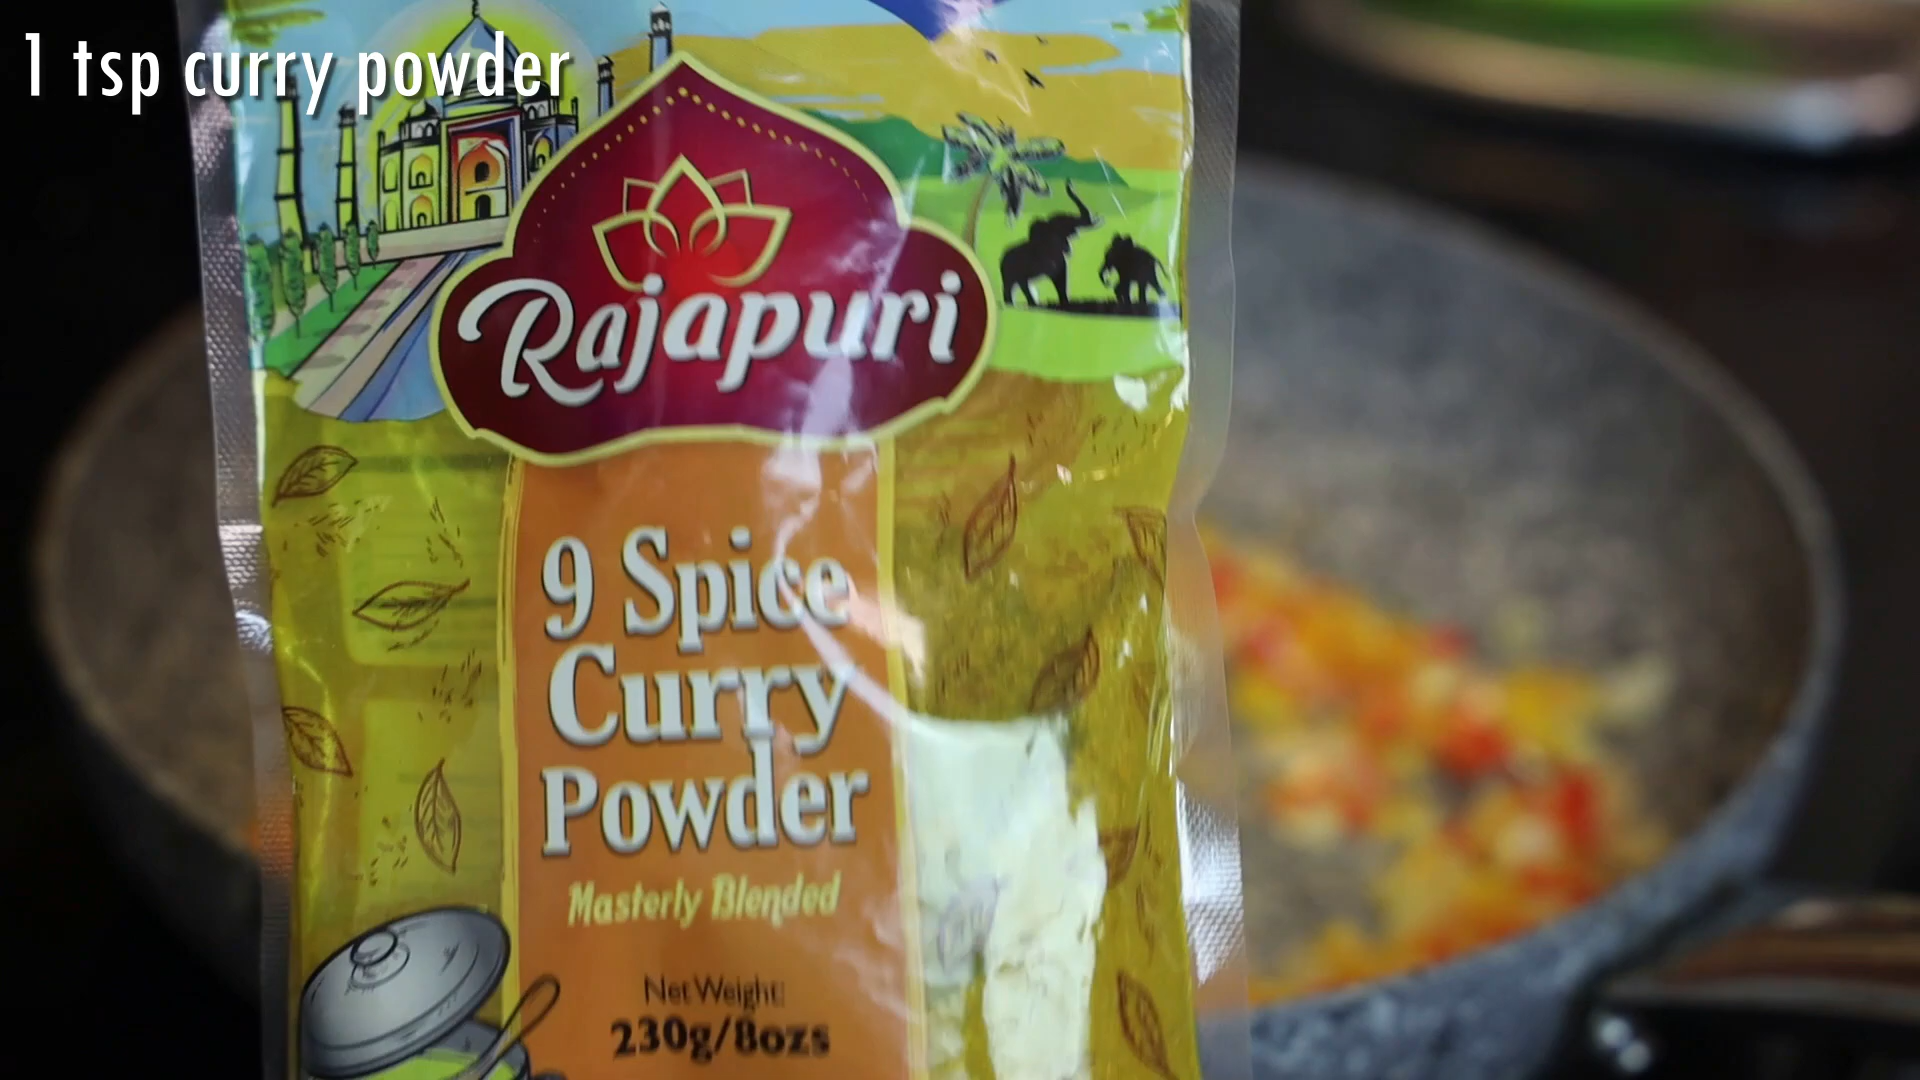 1 tsp curry powder
Rajapuri
9 Spice
Curry
Powder
Masterly Blended
Net Weight:
230g/8ozs